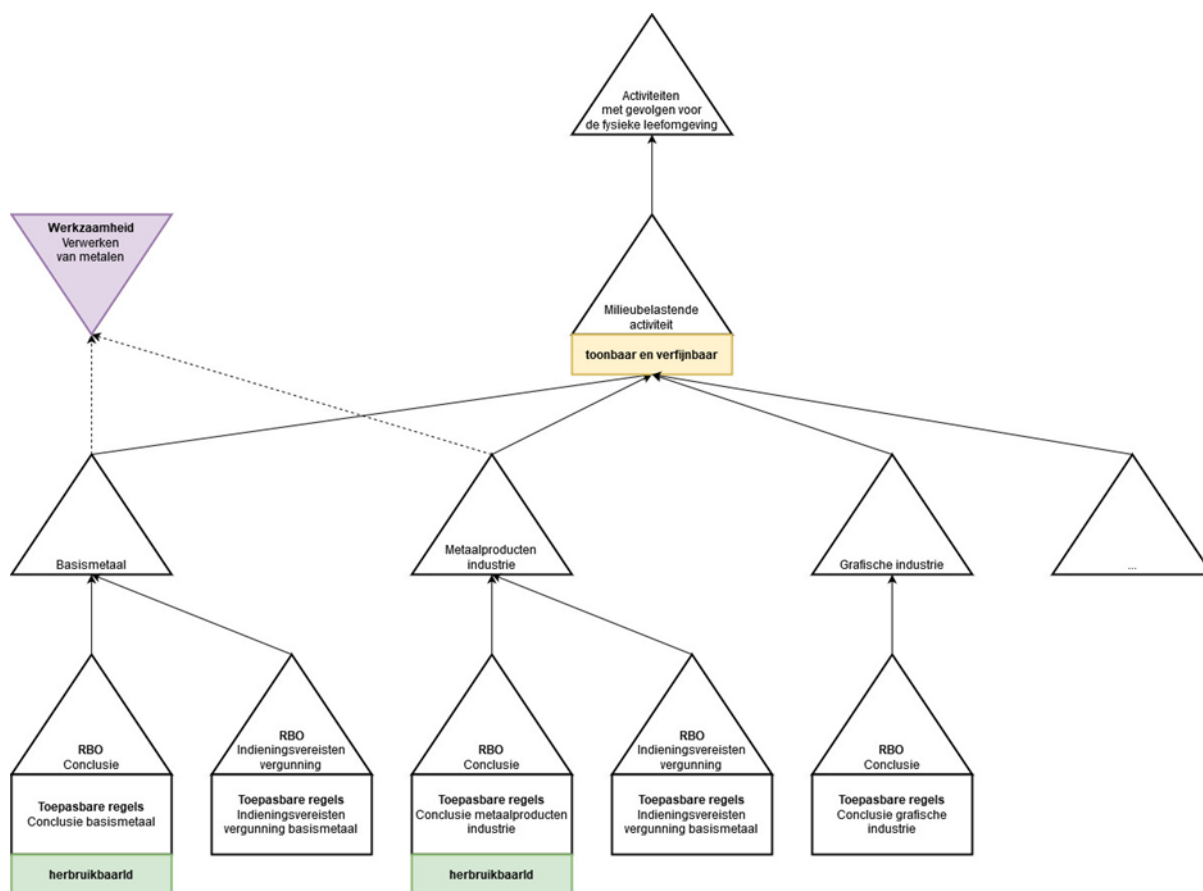 Activiteiten
met gevolgen voor
de fysieke leefomgeving
Werkzaamheid
Verwerken
van metalen
Milieubelastende
activiteit
toonbaar en verfijnbaar
Basismetaal
Metaalproducten
industrie
Grafische industrie
...
RBO
Conclusie
RBO
Indieningsvereisten
vergunning
RBO
Conclusie
RBO
Indieningsvereisten
vergunning
RBO
Conclusie
Toepasbare regels
Conclusie basismetaal
Toepasbare regels
Indieningsvereisten
vergunning basismetaal
Toepasbare regels
Conclusie metaalproducten
industrie
Toepasbare regels
Indieningsvereisten
vergunning basismetaal
Toepasbare regels
Conclusie grafische
industrie
herbruikbaarId
herbruikbaarId